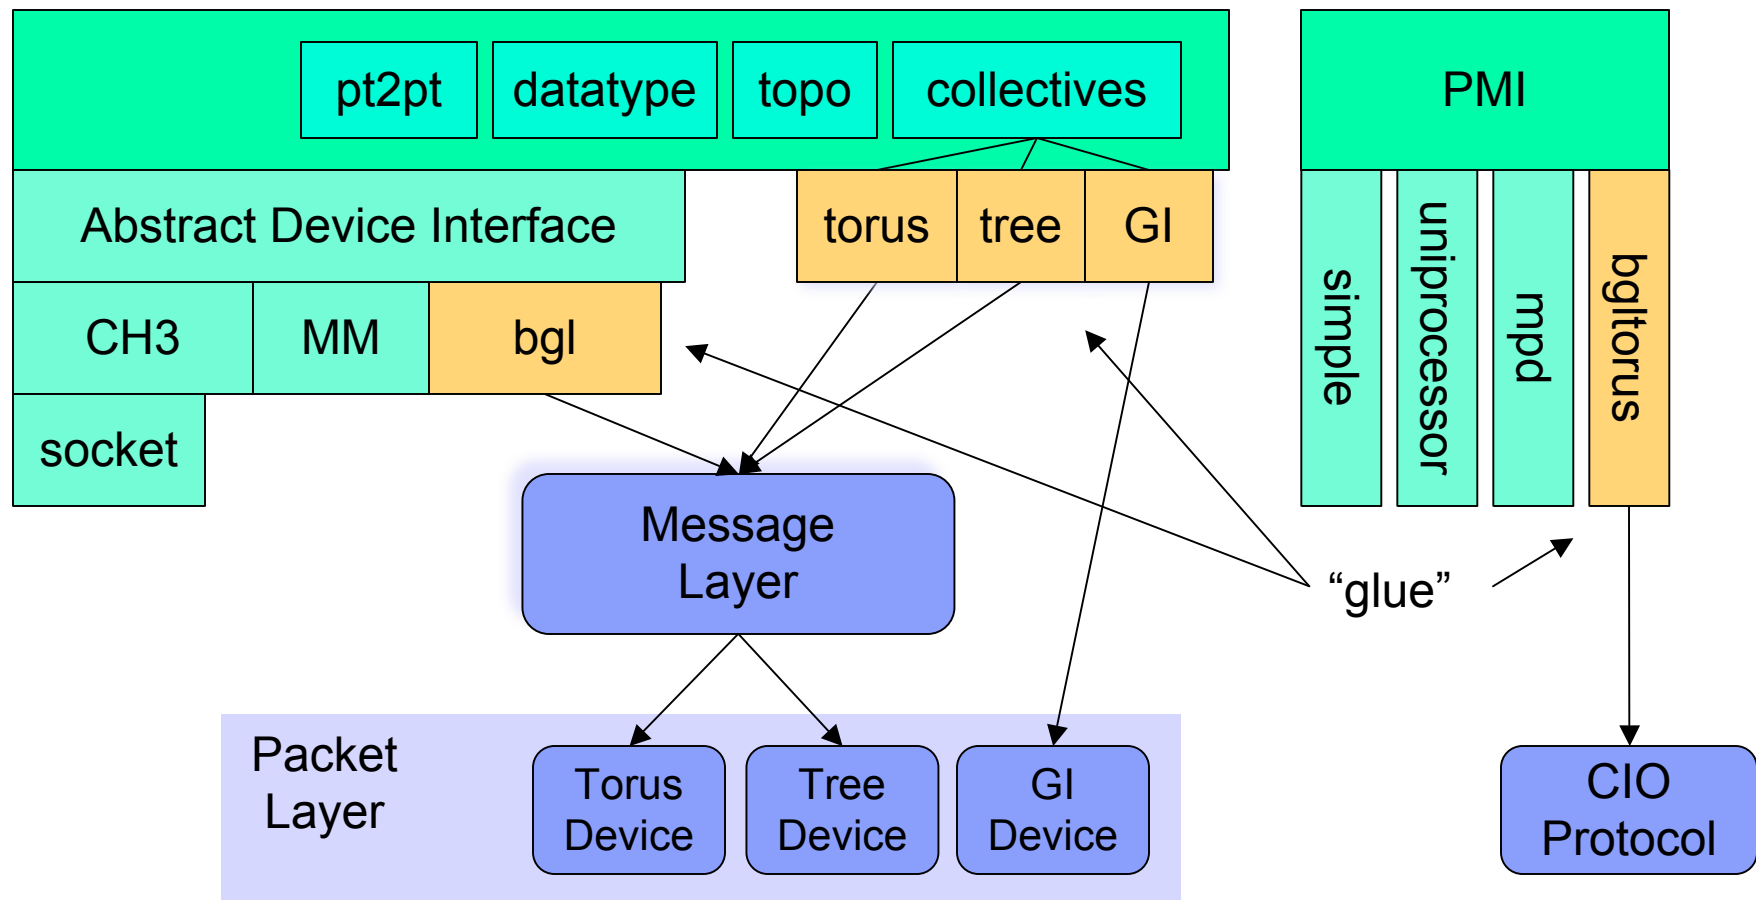 pt2pt
datatype
topo
collectives
PMI
Abstract Device Interface
torus
tree
GI
simple
uniprocessor
mpd
bgltorus
CH3
MM
bgl
socket
Message
Layer
“glue”
Packet
Layer
Torus
Device
Tree
Device
GI
Device
CIO
Protocol